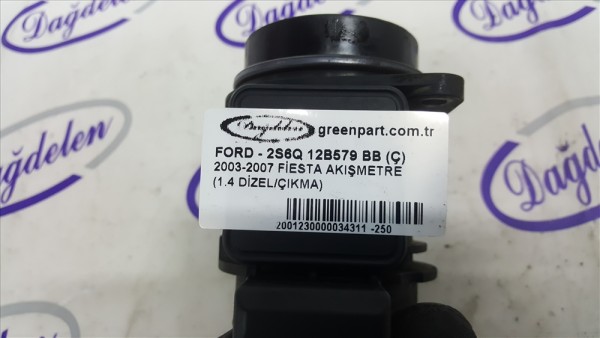 Dağdelen
Dağdelen
Dağdelen
greenpart.com.tr
FORD - 2S6Q 12B579 BB (Ç)
2003-2007 FİESTA AKIŞMETRE
(1.4 DİZEL/ÇIKMA)
2001230000034311 -250
Dağdelen